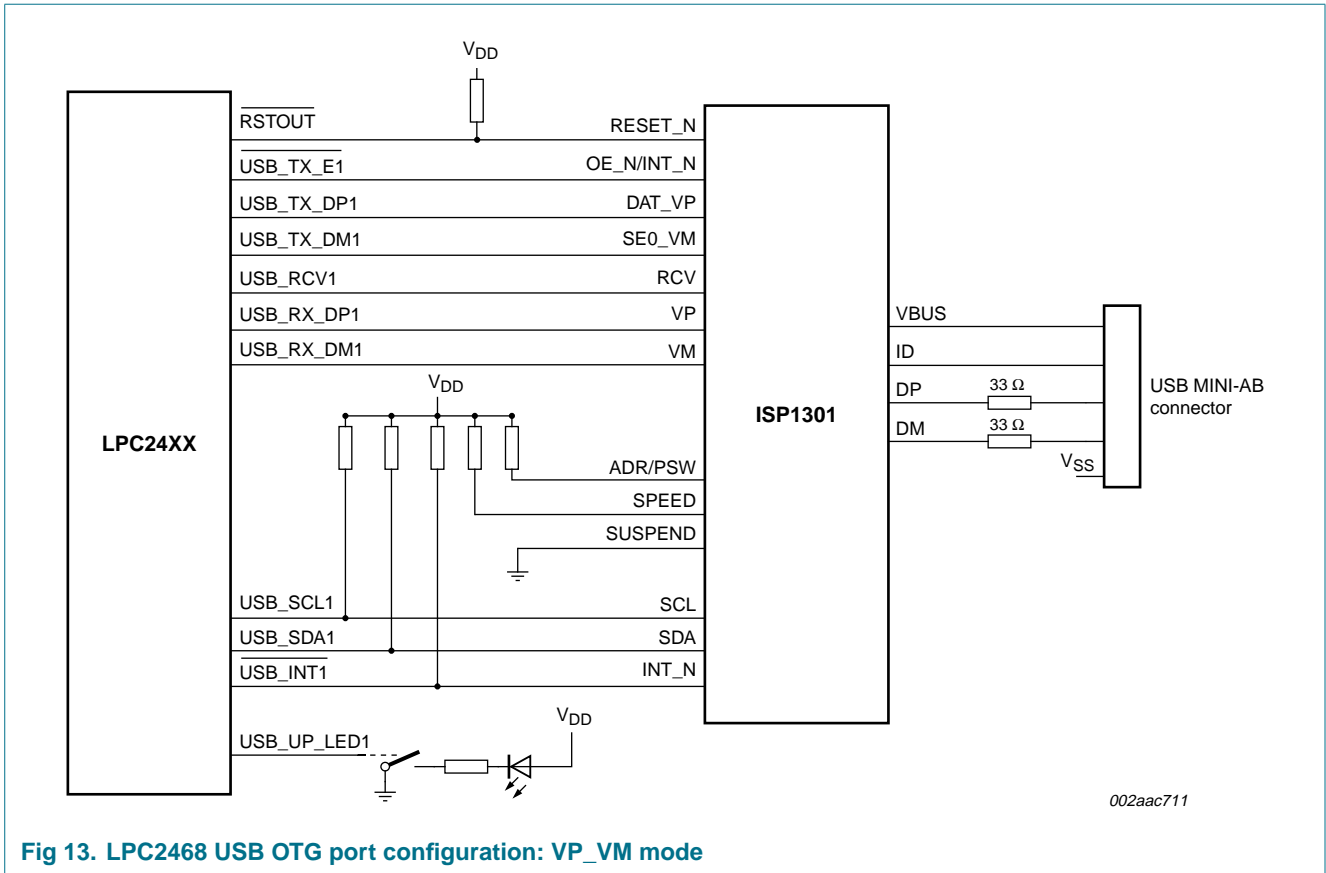 VDD
RSTOUT RESET_N
USB_TX_E1 OE_N/INT_N
USB_TX_DP1 DAT_VP
USB_TX_DM1 SE0_VM
USB_RCV1 RCV
USB_RX_DP1 VP
USB_RX_DM1 VM
VBUS
ID
DP 33 Ω
DM 33 Ω
VSS
USB MINI-AB
connector
VDD
LPC24XX
ISP1301
ADR/PSW
SPEED
SUSPEND
USB_SCL1 SCL
USB_SDA1 SDA
USB_INT1 INT_N
VDD
USB_UP_LED1
002aac711
Fig 13. LPC2468 USB OTG port configuration: VP_VM mode